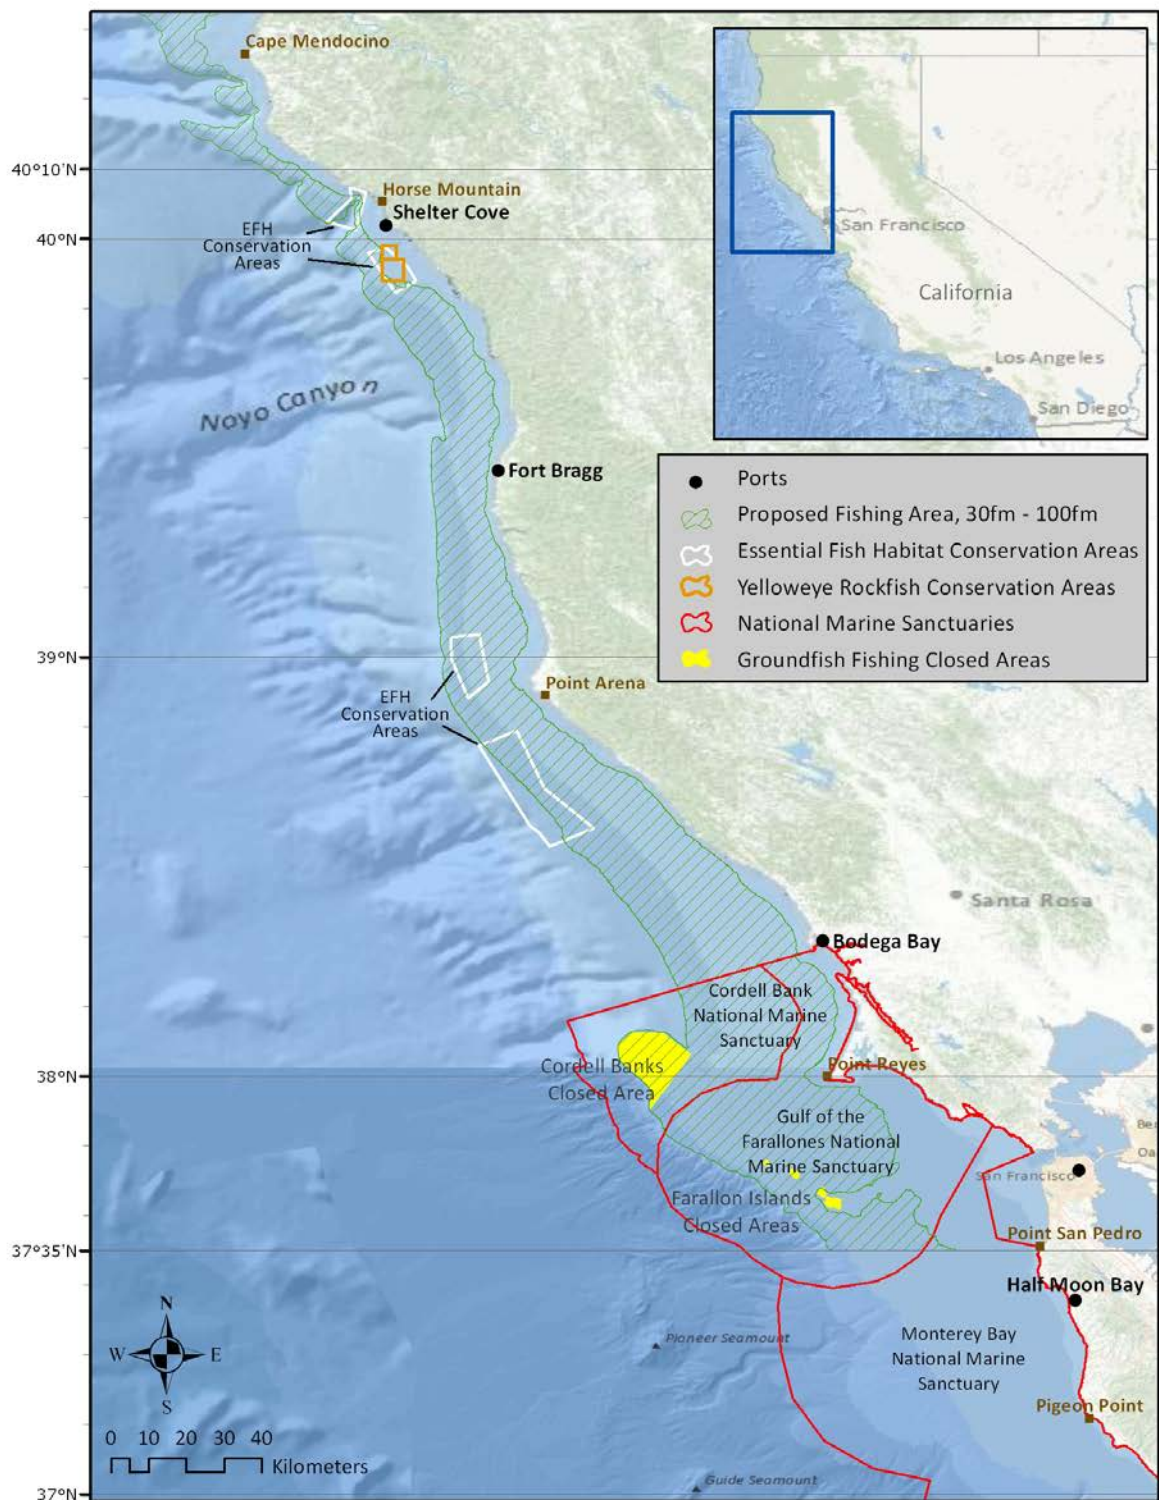 Cape Mendocino
40°10'N
Horse Mountain
Shelter Cove
EFH
Conservation
Areas
40°N
San Francisco
California
Los Angeles
San Diego
Noyo Canyon
Fort Bragg
Ports
Proposed Fishing Area, 30fm - 100fm
Essential Fish Habitat Conservation Areas
Yelloweye Rockfish Conservation Areas
National Marine Sanctuaries
Groundfish Fishing Closed Areas
39°N
Point Arena
EFH
Conservation
Areas
Santa Rosa
Bodega Bay
Cordell Bank
National Marine
Sanctuary
Cordell Banks
Closed Area
Point Reyes
38°N
Gulf of the
Farallones National
Marine Sanctuary
Farallon Islands
Closed Areas
San Francisco
Point San Pedro
37°35'N
Half Moon Bay
N
W
E
S
Pioneer Seamount
Monterey Bay
National Marine
Sanctuary
Pigeon Point
0 10 20 30 40
Kilometers
Guide Seamount
37°N